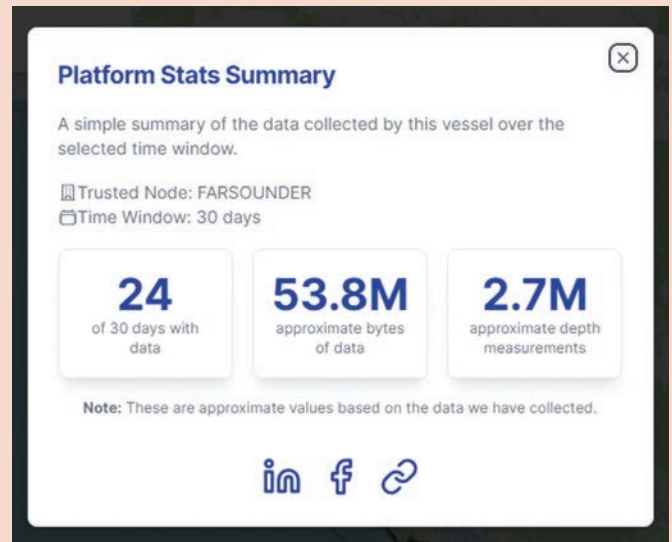 Platform Stats Summary
A simple summary of the data collected by this vessel over the
selected time window.
Trusted Node: FARSOUNDER
Time Window: 30 days
24
of 30 days with
data
53.8M
approximate bytes
of data
2.7M
approximate depth
measurements
Note: These are approximate values based on the data we have collected.